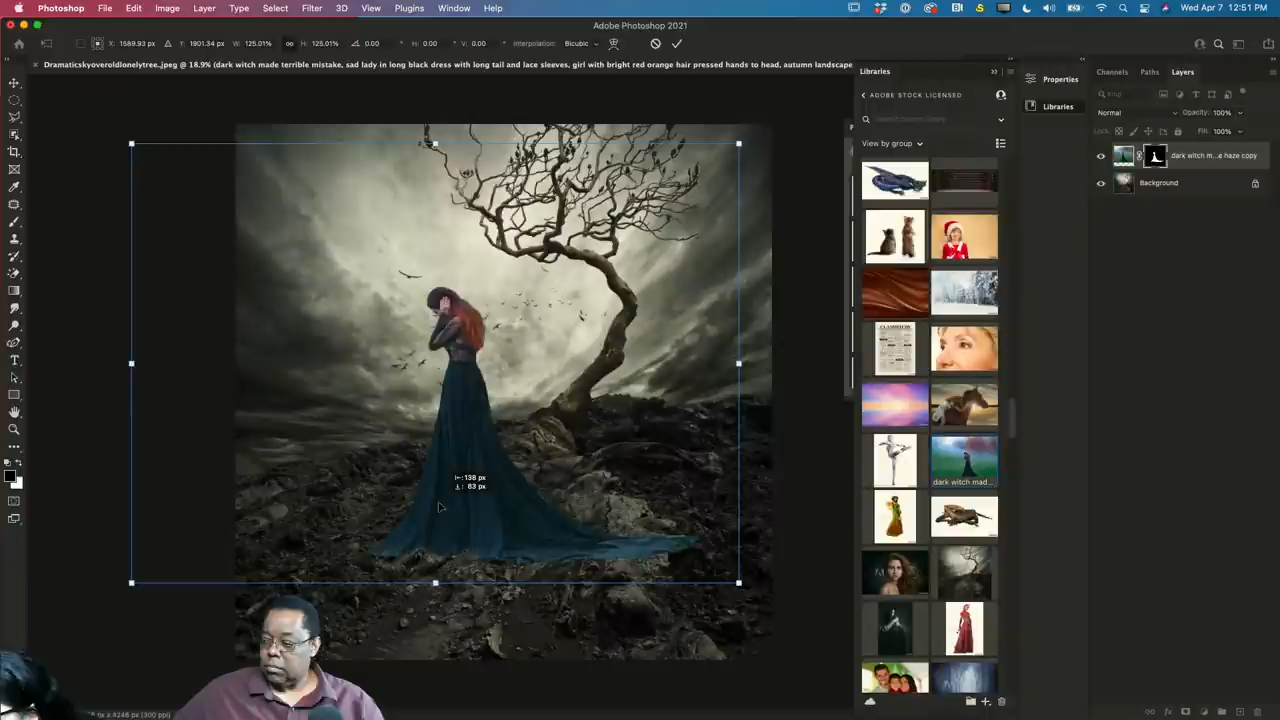 Photoshop File Edit Image Layer Type Select Filter 3D View Plugins Window Help Wed Apr 7 12:51 PM
Adobe Photoshop 2021
X: 1589.93 px Y: 1901.34 px W: 125.01% H: 125.01% 0.00 ° H: 0.00 ° V: 0.00 ° Interpolation: Bicubic
Dramaticskyoveroldlonelytree..jpeg @ 18.9% (dark witch made terrible mistake, sad lady in long black dress with long tail and lace sleeves, girl with bright red orange hair pressed hands to head, autumn landscape
Libraries
ADOBE STOCK LICENSED
View by group
dark witch mad...
CLASSIFIEDS
Properties
Libraries
Channels Paths Layers
Normal Opacity: 100%
Lock: Fill: 100%
dark witch m...e haze copy
Background
138 px
83 px
px x 4246 px (300 ppi)